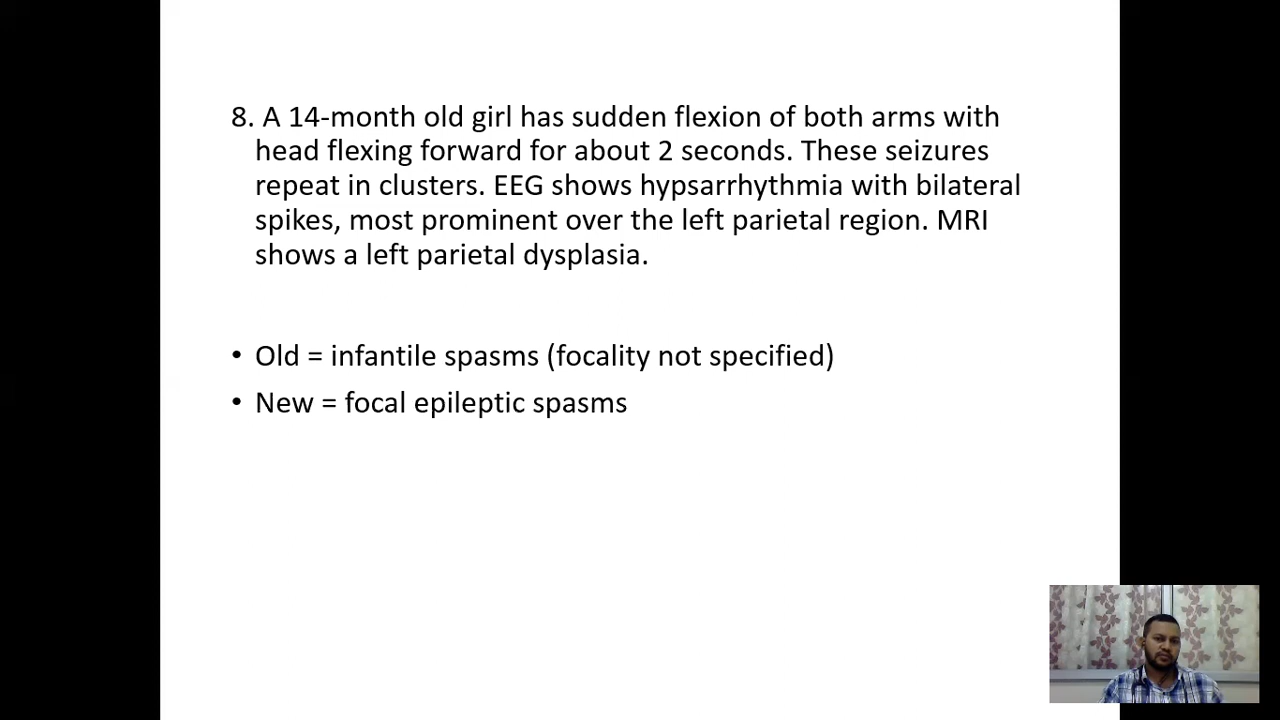 8. A 14-month old girl has sudden flexion of both arms with
head flexing forward for about 2 seconds. These seizures
repeat in clusters. EEG shows hypsarrhythmia with bilateral
spikes, most prominent over the left parietal region. MRI
shows a left parietal dysplasia.
• Old = infantile spasms (focality not specified)
• New = focal epileptic spasms